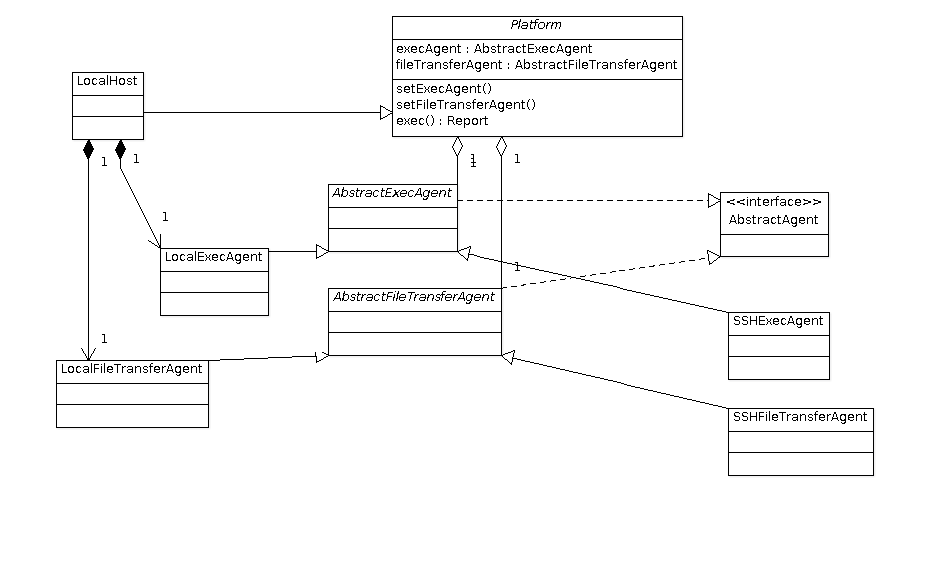 Platform
execAgent : AbstractExecAgent
fileTransferAgent : AbstractFileTransferAgent
setExecAgent()
setFileTransferAgent()
exec() : Report
LocalHost
1
1
1
1
1
AbstractExecAgent
<<interface>>
AbstractAgent
1
LocalExecAgent
1
AbstractFileTransferAgent
SSHExecAgent
1
LocalFileTransferAgent
SSHFileTransferAgent